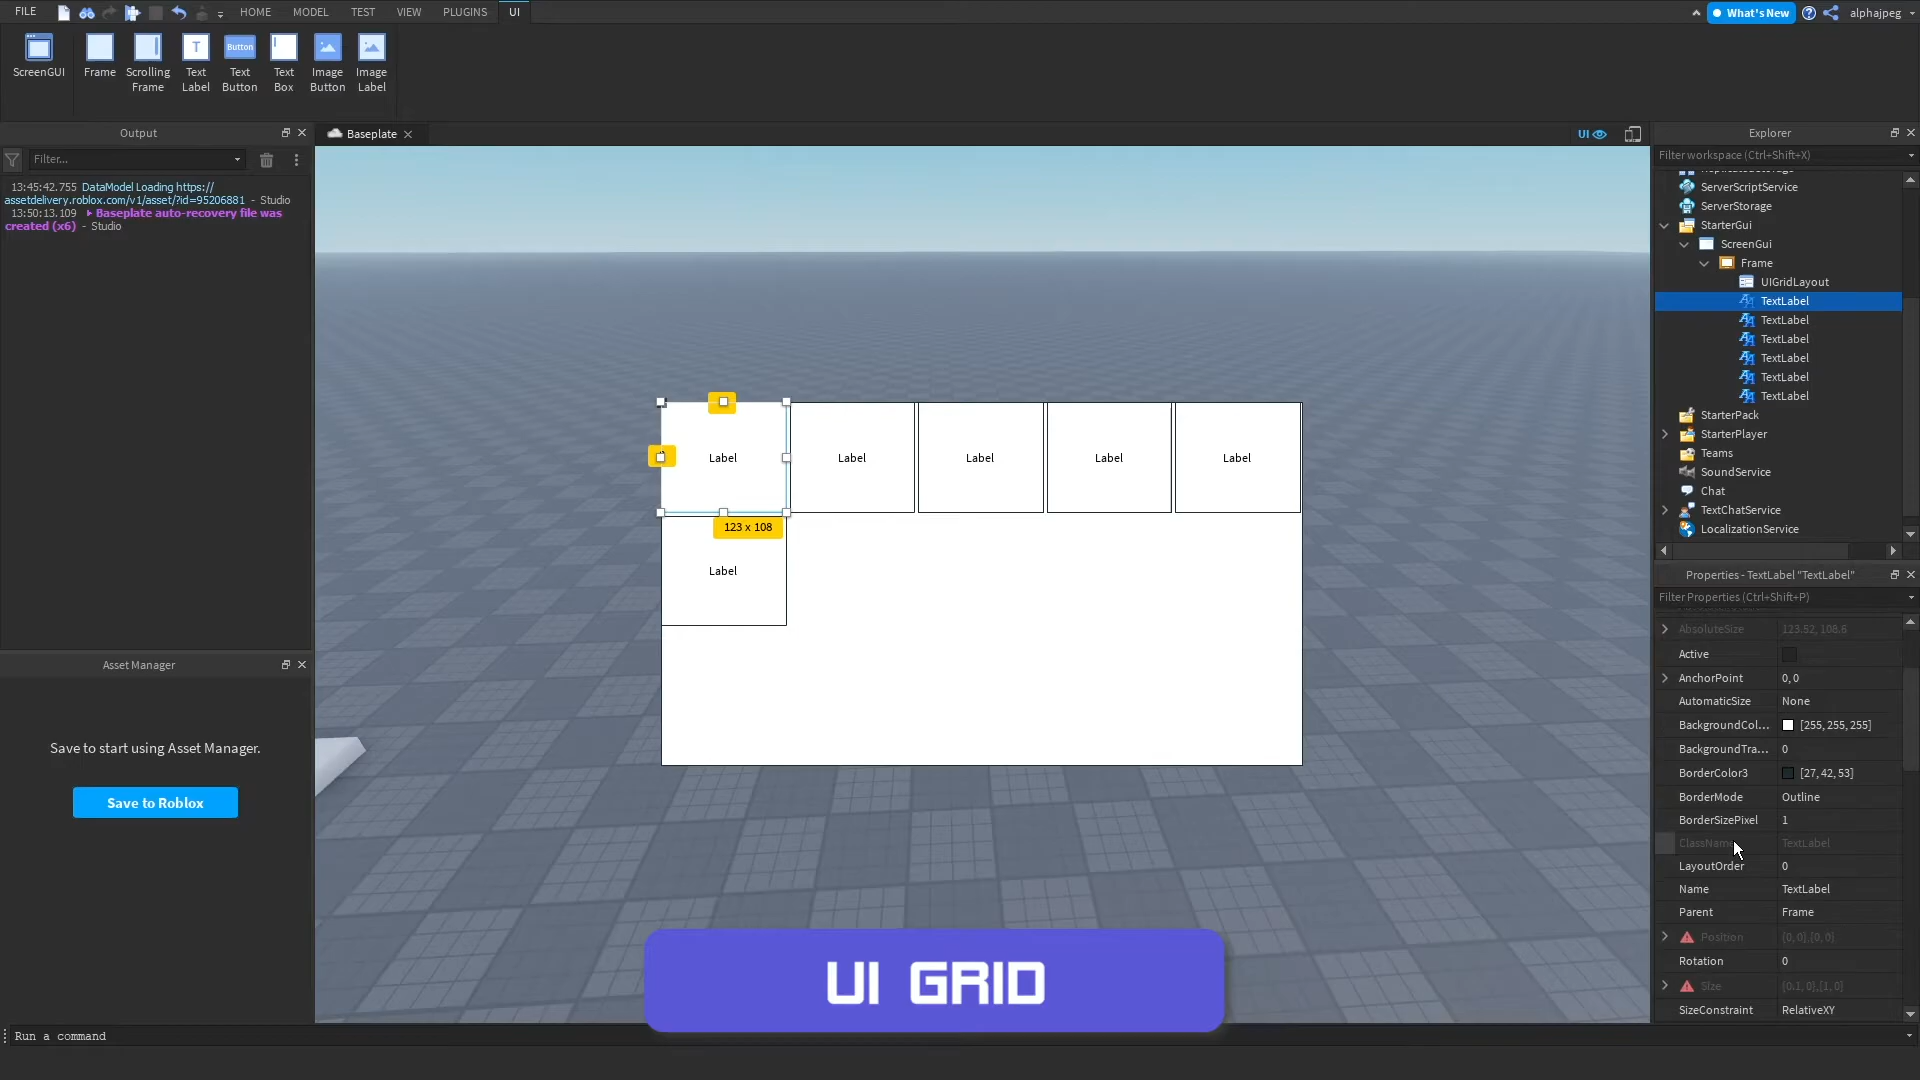 FILE
HOME
MODEL
TEST
VIEW
PLUGINS
UI
What's New
alphajpeg
ScreenGUI
Frame
Scrolling
Frame
Text
Label
Button
Text
Button
Text
Box
Image
Button
Image
Label
Output
Filter...
13:45:42.755 DataModel Loading https://
assetdelivery.roblox.com/v1/asset/?id=95206881 - Studio
13:50:13.109 Baseplate auto-recovery file was
created (x6) - Studio
Asset Manager
Save to start using Asset Manager.
Save to Roblox
Baseplate
UI
Label
Label
Label
Label
Label
123 x 108
Label
UI GRID
Explorer
Filter workspace (Ctrl+Shift+X)
ServerScriptService
ServerStorage
StarterGui
ScreenGui
Frame
UIGridLayout
TextLabel
TextLabel
TextLabel
TextLabel
TextLabel
TextLabel
StarterPack
StarterPlayer
Teams
SoundService
Chat
TextChatService
LocalizationService
Properties - TextLabel "TextLabel"
Filter Properties (Ctrl+Shift+P)
AbsoluteSize 123.52, 108.6
Active
AnchorPoint 0, 0
AutomaticSize None
BackgroundCol... [255, 255, 255]
BackgroundTra... 0
BorderColor3 [27, 42, 53]
BorderMode Outline
BorderSizePixel 1
ClassName TextLabel
LayoutOrder 0
Name TextLabel
Parent Frame
Position {0, 0},{0, 0}
Rotation 0
Size {0.1, 0},{1, 0}
SizeConstraint RelativeXY
Run a command